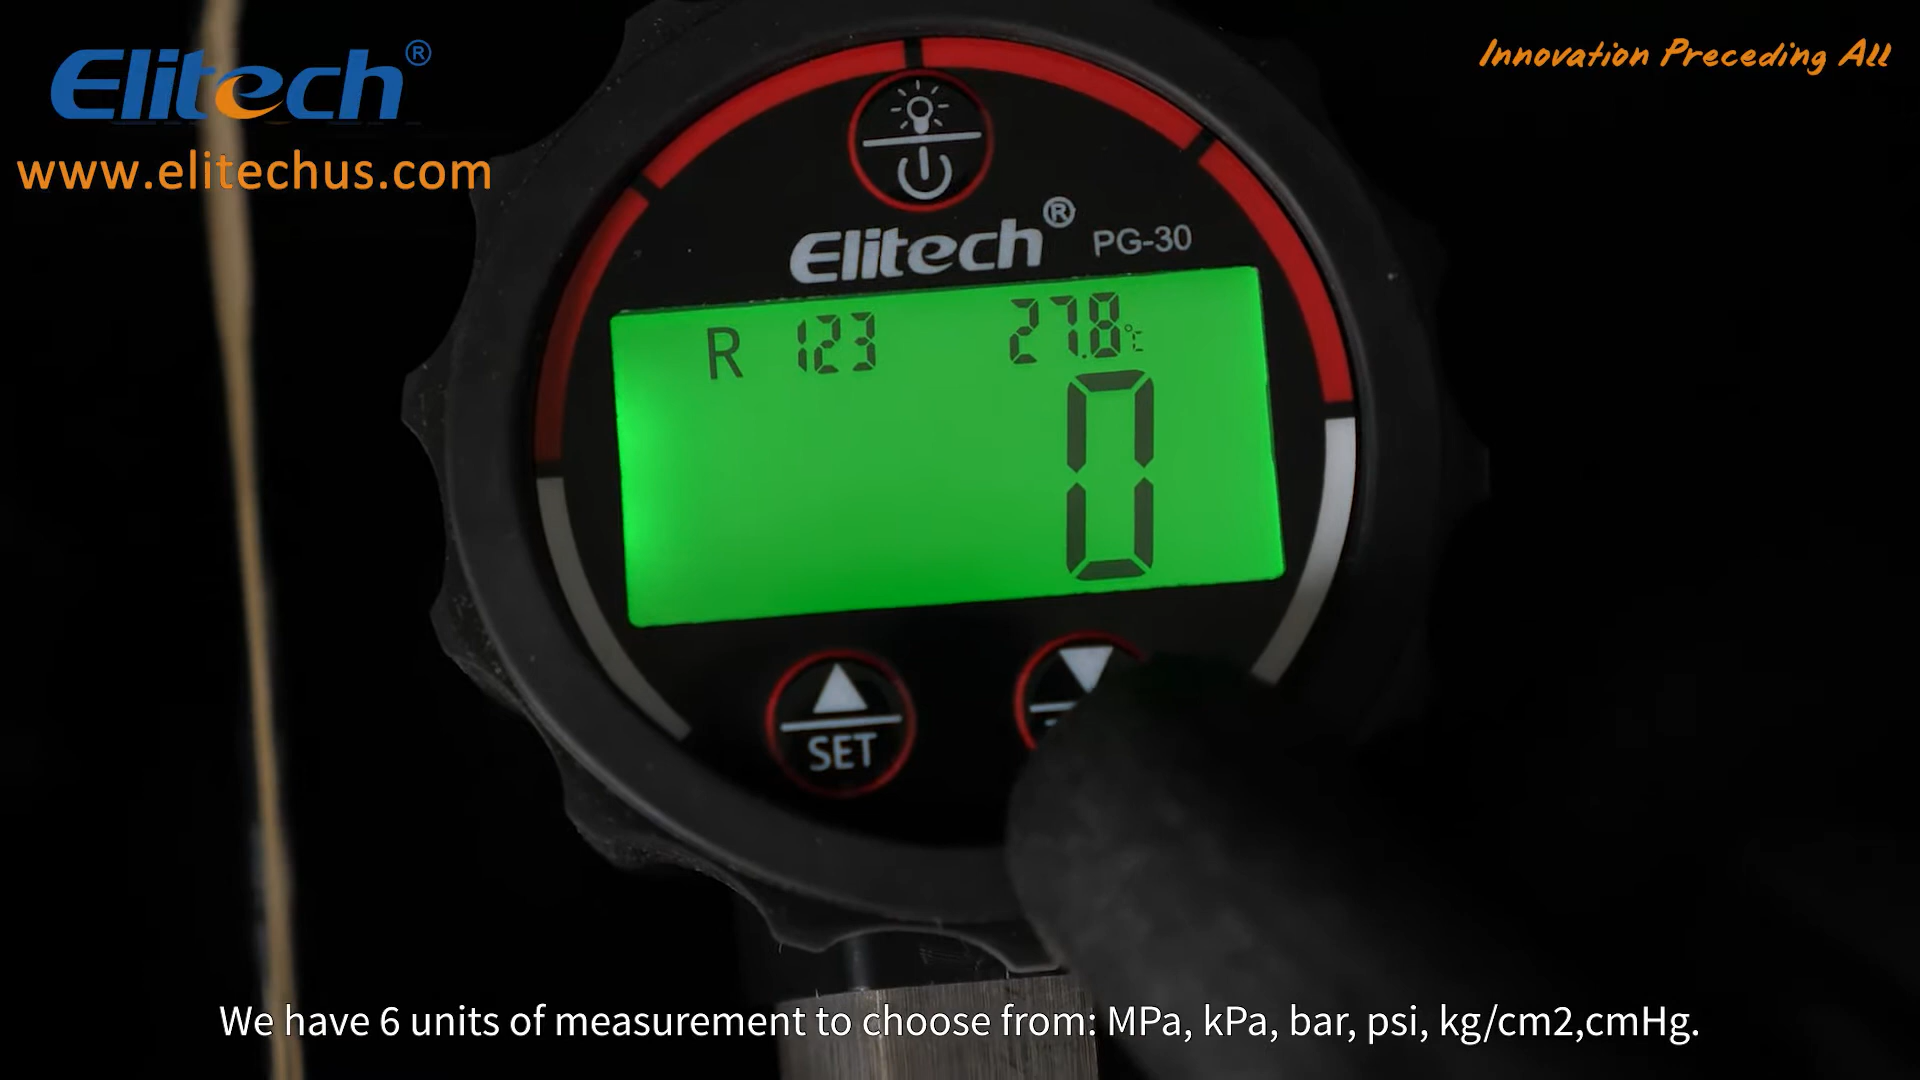 Elitech®
www.elitechus.com
Innovation Preceding All
Elitech® PG-30
R 123 27.8℃
0
SET
We have 6 units of measurement to choose from: MPa, kPa, bar, psi, kg/cm2,cmHg.